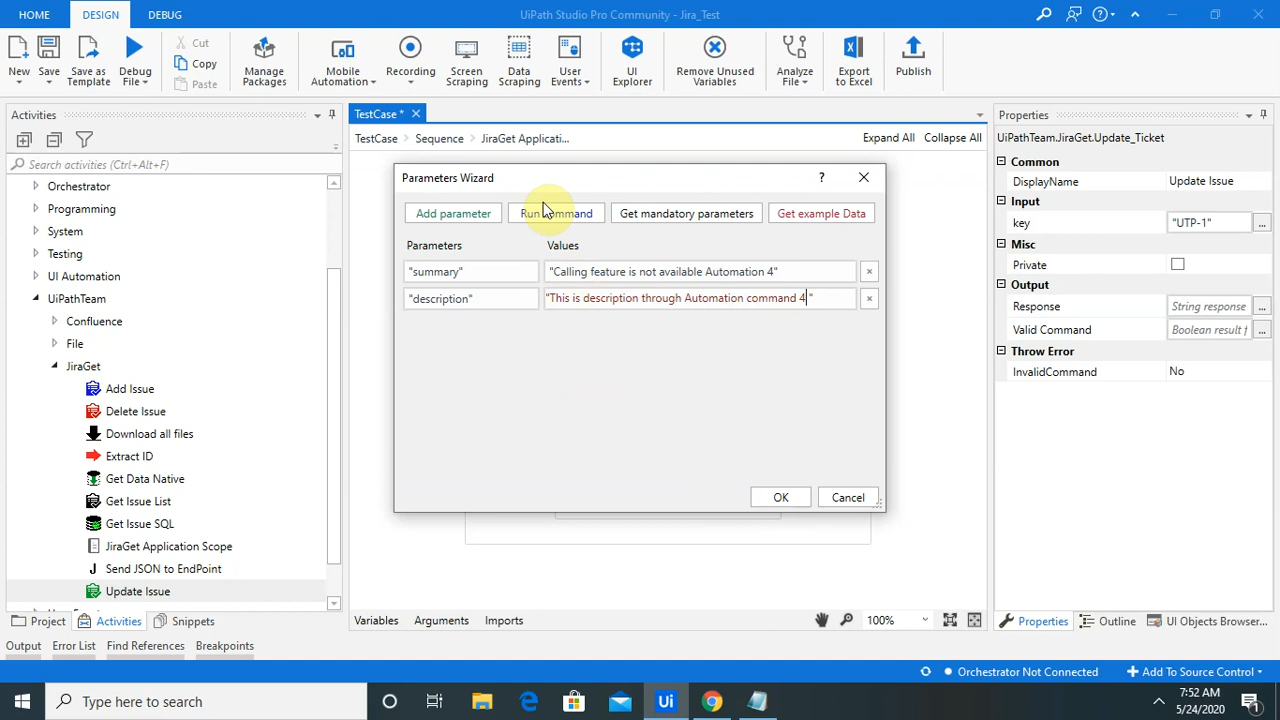 HOME
DESIGN
DEBUG
UiPath Studio Pro Community - Jira_Test
New
Save
Save as Template
Debug File
Cut
Copy
Paste
Manage Packages
Mobile Automation
Recording
Screen Scraping
Data Scraping
User Events
UI Explorer
Remove Unused Variables
Analyze File
Export to Excel
Publish
Activities
Search activities (Ctrl+Alt+F)
Orchestrator
Programming
System
Testing
UI Automation
UiPathTeam
Confluence
File
JiraGet
Add Issue
Delete Issue
Download all files
Extract ID
Get Data Native
Get Issue List
Get Issue SQL
JiraGet Application Scope
Send JSON to EndPoint
Update Issue
Project
Activities
Snippets
TestCase *
TestCase > Sequence > JiraGet Applicati...
Expand All
Collapse All
Parameters Wizard
?
Add parameter
Run Command
Get mandatory parameters
Get example Data
Parameters
Values
"summary"
"Calling feature is not available Automation 4"
"description"
"This is description through Automation command 4 "
OK
Cancel
Variables
Arguments
Imports
100%
Properties
UiPathTeam.JiraGet.Update_Ticket
Common
DisplayName
Update Issue
Input
key
"UTP-1"
...
Misc
Private
Output
Response
String response
...
Valid Command
Boolean result
...
Throw Error
InvalidCommand
No
Properties
Outline
UI Objects Browser...
Output
Error List
Find References
Breakpoints
Orchestrator Not Connected
Add To Source Control
Type here to search
Ui
7:52 AM
5/24/2020
1